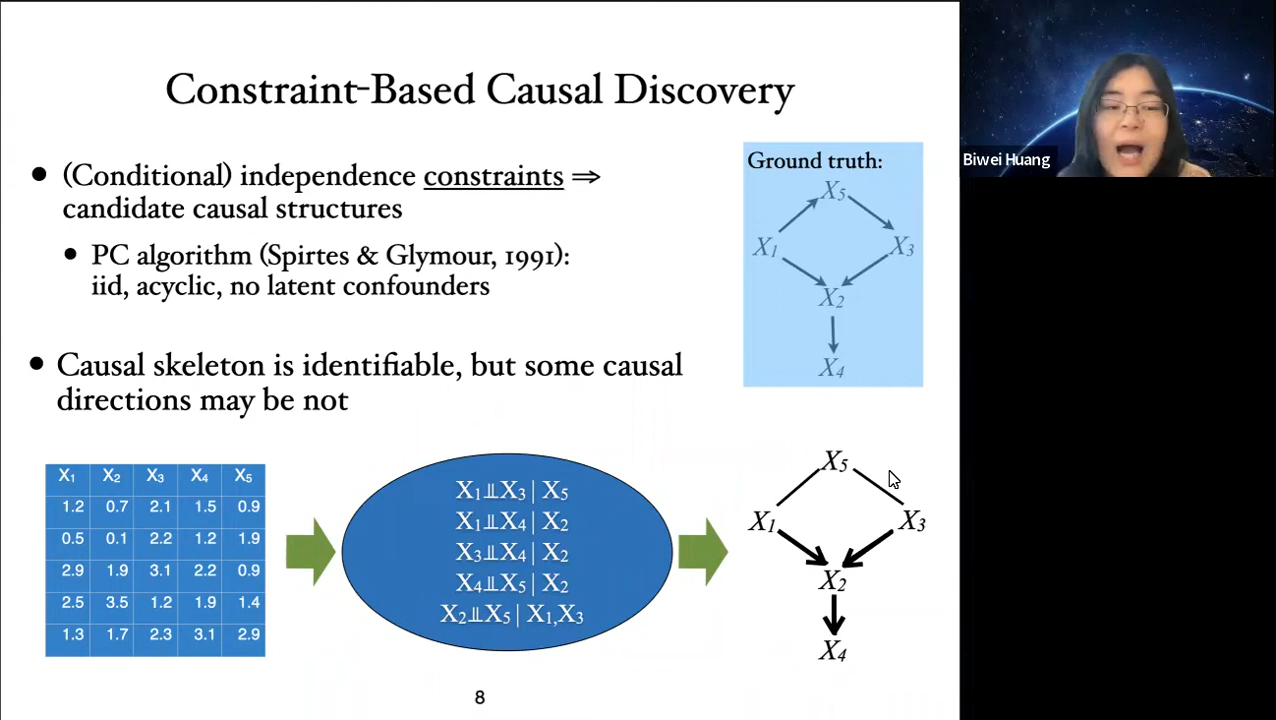 Constraint-Based Causal Discovery
• (Conditional) independence constraints ⇒
candidate causal structures
• PC algorithm (Spirtes & Glymour, 1991):
iid, acyclic, no latent confounders
• Causal skeleton is identifiable, but some causal
directions may be not
Ground truth:
X5
X1 X3
X2
X4
X1 X2 X3 X4 X5
1.2 0.7 2.1 1.5 0.9
0.5 0.1 2.2 1.2 1.9
2.9 1.9 3.1 2.2 0.9
2.5 3.5 1.2 1.9 1.4
1.3 1.7 2.3 3.1 2.9
X1⫫X3 | X5
X1⫫X4 | X2
X3⫫X4 | X2
X4⫫X5 | X2
X2⫫X5 | X1,X3
X5
X1 X3
X2
X4
8
Biwei Huang